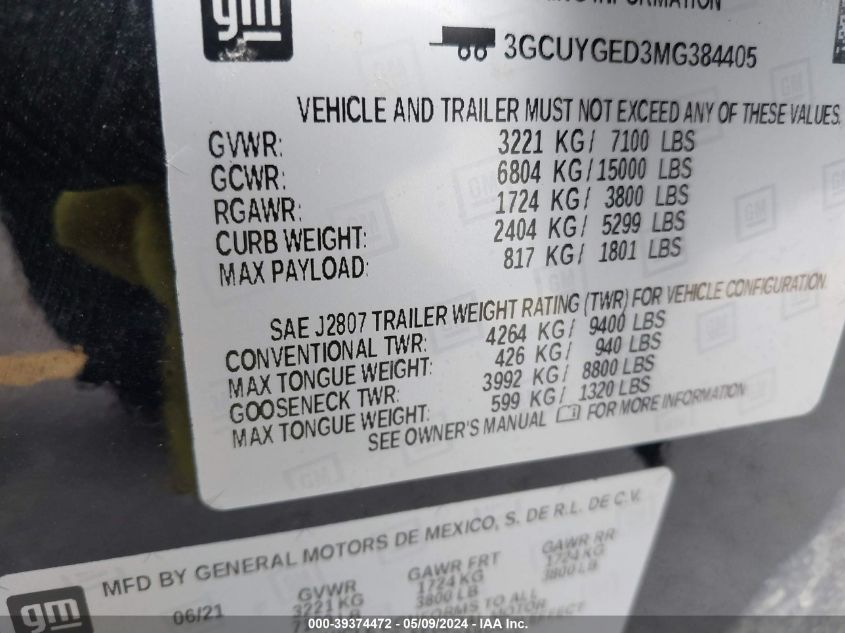 gm
INFORMATION
3GCUYGED3MG384405
VEHICLE AND TRAILER MUST NOT EXCEED ANY OF THESE VALUES.
GVWR: 3221 KG/ 7100 LBS
GCWR: 6804 KG/15000 LBS
RGAWR: 1724 KG/ 3800 LBS
CURB WEIGHT: 2404 KG/ 5299 LBS
MAX PAYLOAD: 817 KG/ 1801 LBS
SAE J2807 TRAILER WEIGHT RATING (TWR) FOR VEHICLE CONFIGURATION.
CONVENTIONAL TWR: 4264 KG/ 9400 LBS
MAX TONGUE WEIGHT: 426 KG/ 940 LBS
GOOSENECK TWR: 3992 KG/ 8800 LBS
MAX TONGUE WEIGHT: 599 KG/ 1320 LBS
SEE OWNER'S MANUAL FOR MORE INFORMATION
MFD BY GENERAL MOTORS DE MEXICO, S. DE R.L. DE C.V.
gm
06/21 GVWR GAWR FRT GAWR RR
3221 KG 1724 KG 1724 KG
LB 3800 LB 3800 LB
TO ALL
MOTOR
000-39374472 - 05/09/2024 - IAA Inc.